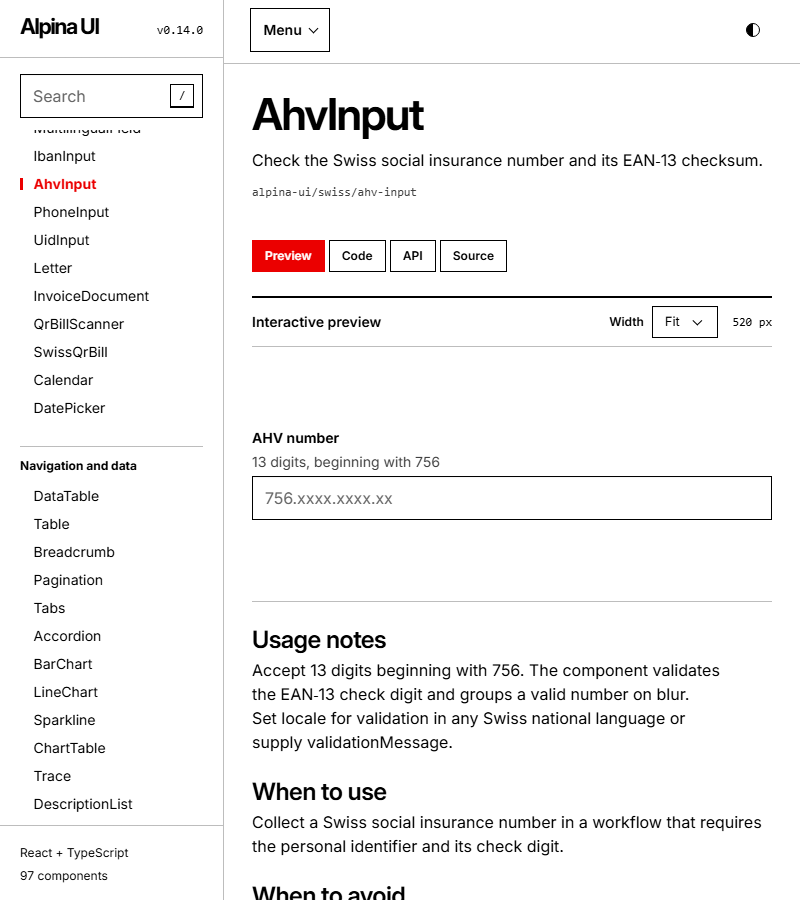 Alpina UI
v0.14.0
Search
/
MultilingualField
IbanInput
AhvInput
PhoneInput
UidInput
Letter
InvoiceDocument
QrBillScanner
SwissQrBill
Calendar
DatePicker
Navigation and data
DataTable
Table
Breadcrumb
Pagination
Tabs
Accordion
BarChart
LineChart
Sparkline
ChartTable
Trace
DescriptionList
React + TypeScript
97 components
Menu
AhvInput
Check the Swiss social insurance number and its EAN-13 checksum.
alpina-ui/swiss/ahv-input
Preview
Code
API
Source
Interactive preview
Width
Fit
520 px
AHV number
13 digits, beginning with 756
756.xxxx.xxxx.xx
Usage notes
Accept 13 digits beginning with 756. The component validates
the EAN-13 check digit and groups a valid number on blur.
Set locale for validation in any Swiss national language or
supply validationMessage.
When to use
Collect a Swiss social insurance number in a workflow that requires
the personal identifier and its check digit.
When to avoid